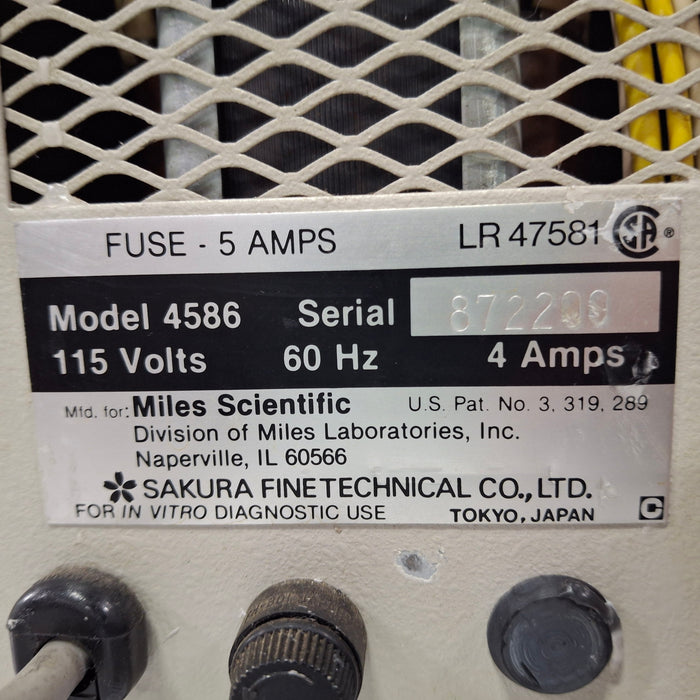 FUSE - 5 AMPS LR 47581 SA ®
Model 4586 Serial
115 Volts 60 Hz 4 Amps
Mfd. for: Miles Scientific U.S. Pat. No. 3, 319, 289
Division of Miles Laboratories, Inc.
Naperville, IL 60566
SAKURA FINETECHNICAL CO., LTD.
FOR IN VITRO DIAGNOSTIC USE TOKYO, JAPAN C